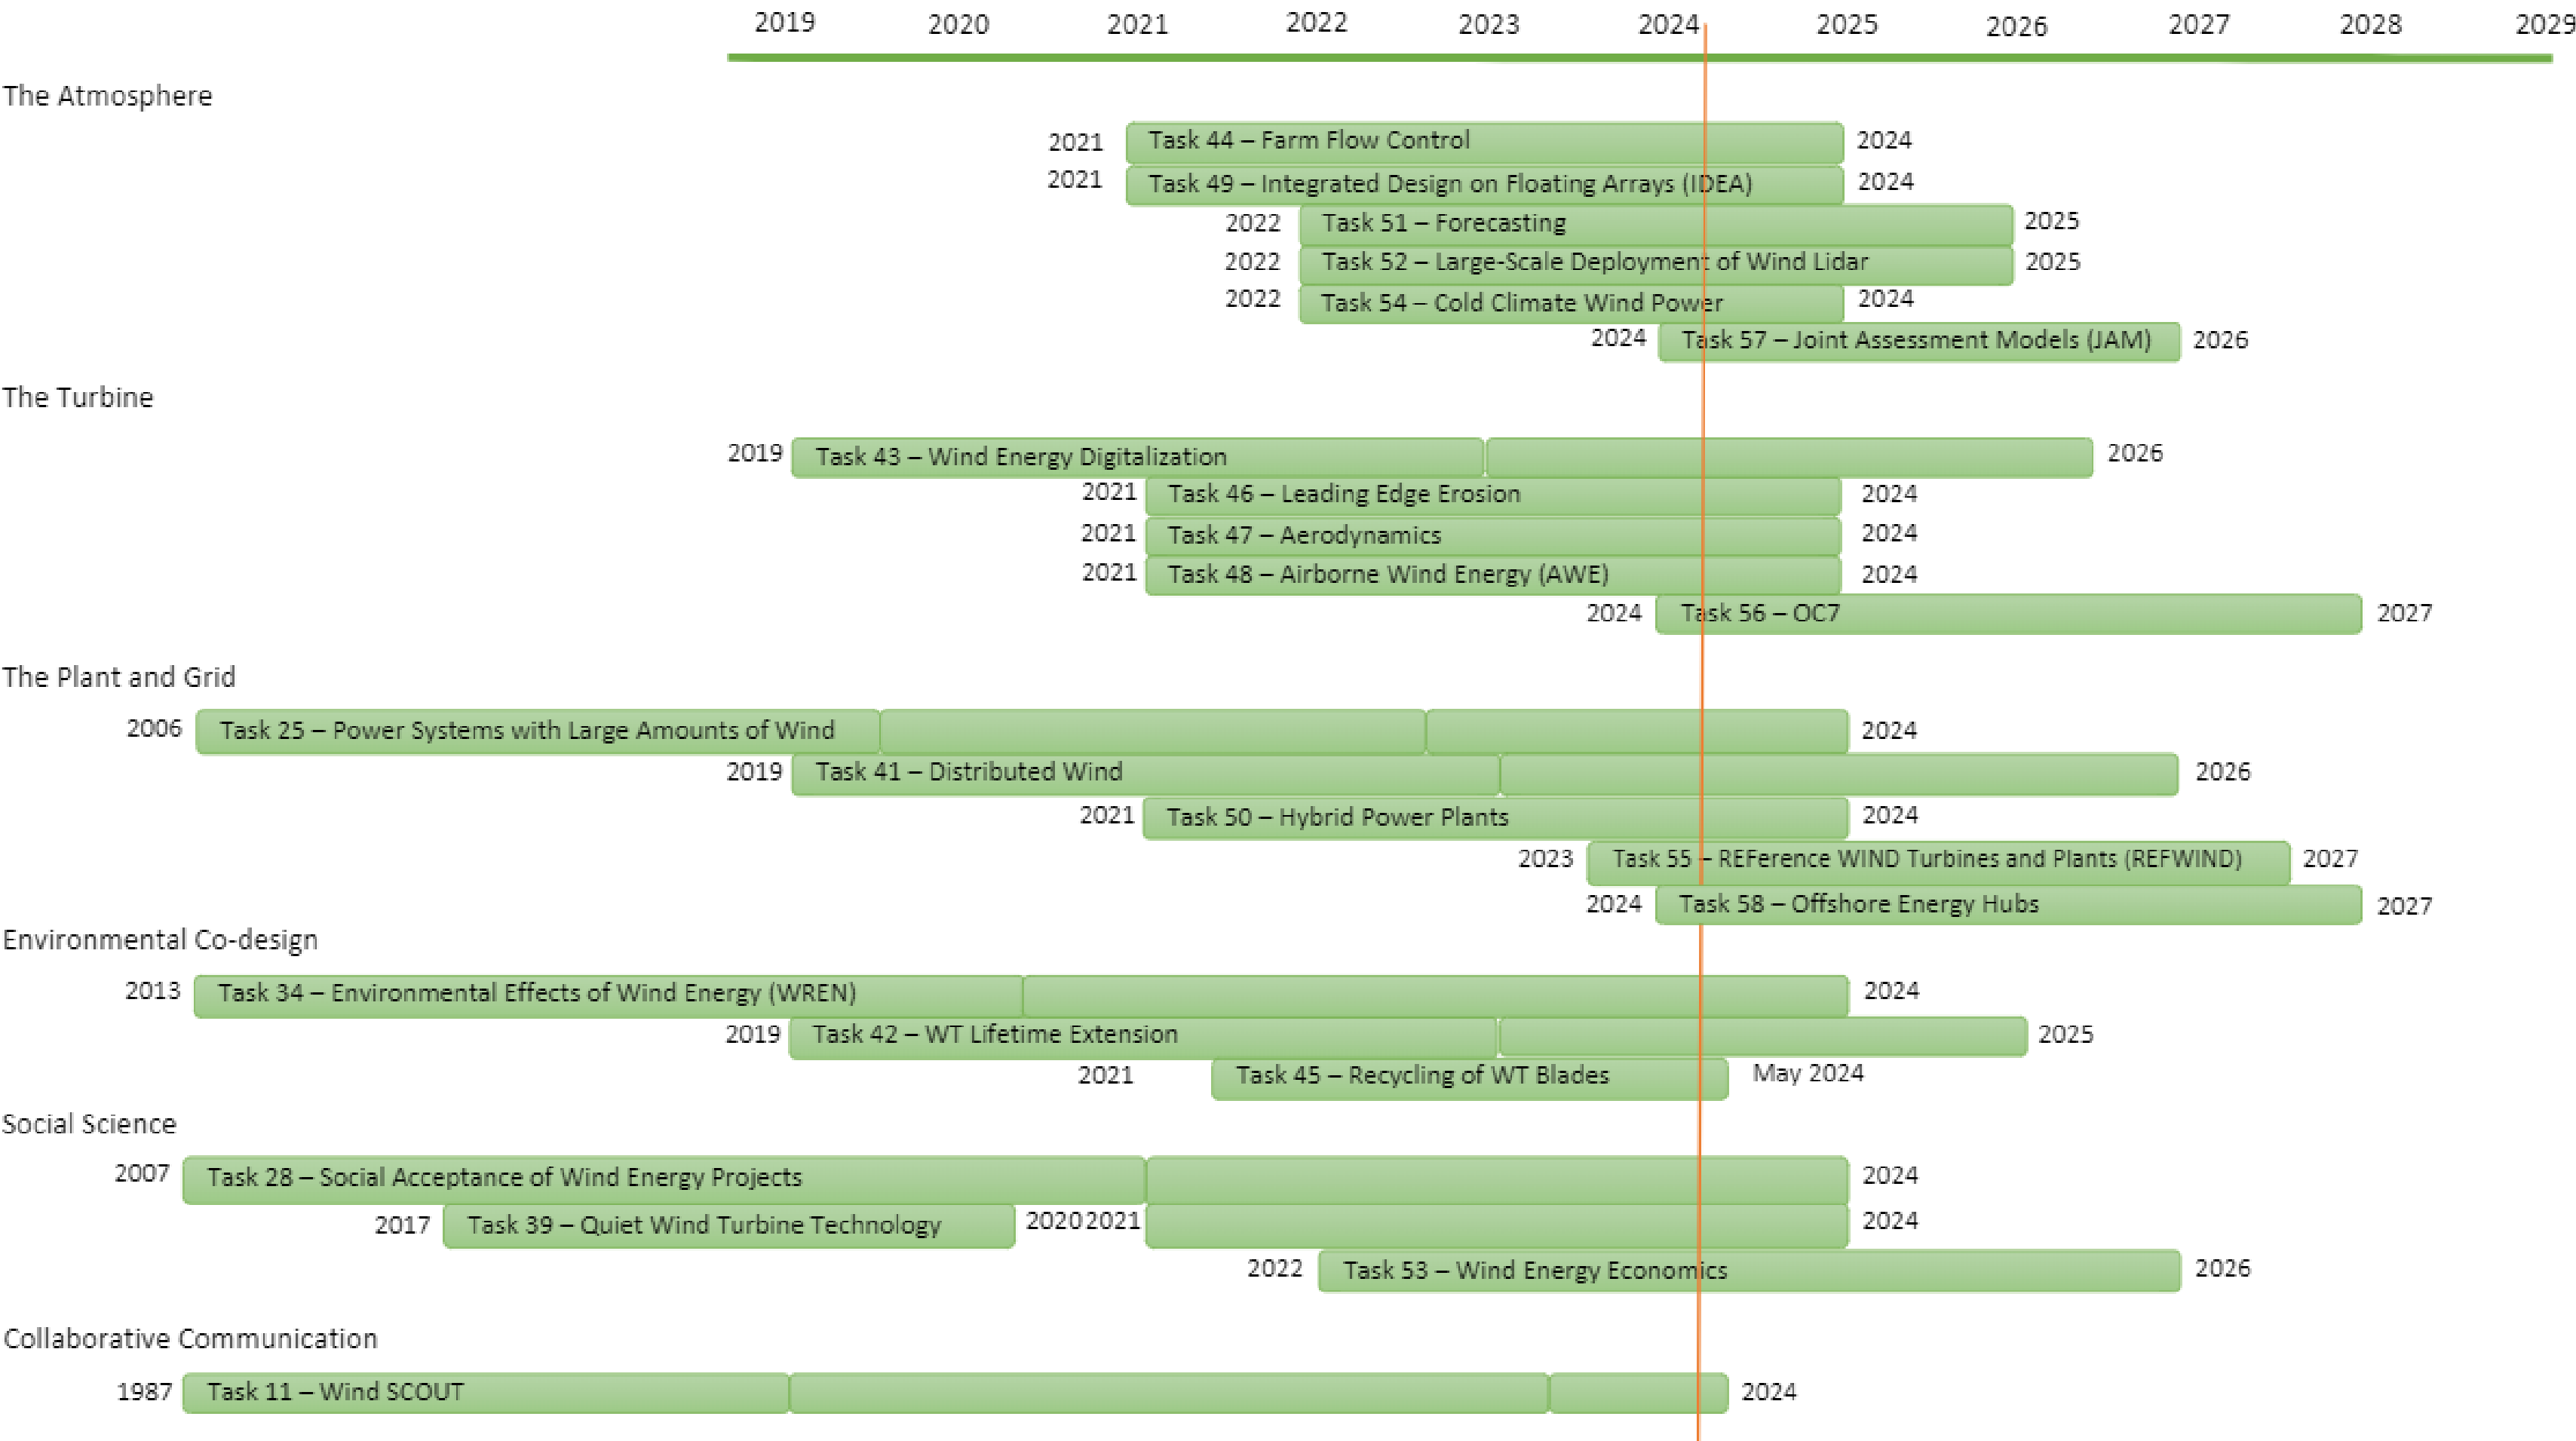 2019 2020 2021 2022 2023 2024 2025 2026 2027 2028 2029
The Atmosphere
2021 Task 44 – Farm Flow Control 2024
2021 Task 49 – Integrated Design on Floating Arrays (IDEA) 2024
2022 Task 51 – Forecasting 2025
2022 Task 52 – Large-Scale Deployment of Wind Lidar 2025
2022 Task 54 – Cold Climate Wind Power 2024
2024 Task 57 – Joint Assessment Models (JAM) 2026
The Turbine
2019 Task 43 – Wind Energy Digitalization 2026
2021 Task 46 – Leading Edge Erosion 2024
2021 Task 47 – Aerodynamics 2024
2021 Task 48 – Airborne Wind Energy (AWE) 2024
2024 Task 56 – OC7 2027
The Plant and Grid
2006 Task 25 – Power Systems with Large Amounts of Wind 2024
2019 Task 41 – Distributed Wind 2026
2021 Task 50 – Hybrid Power Plants 2024
2023 Task 55 – REFerence WIND Turbines and Plants (REFWIND) 2027
2024 Task 58 – Offshore Energy Hubs 2027
Environmental Co-design
2013 Task 34 – Environmental Effects of Wind Energy (WREN) 2024
2019 Task 42 – WT Lifetime Extension 2025
2021 Task 45 – Recycling of WT Blades May 2024
Social Science
2007 Task 28 – Social Acceptance of Wind Energy Projects 2024
2017 Task 39 – Quiet Wind Turbine Technology 2020 2021 2024
2022 Task 53 – Wind Energy Economics 2026
Collaborative Communication
1987 Task 11 – Wind SCOUT 2024